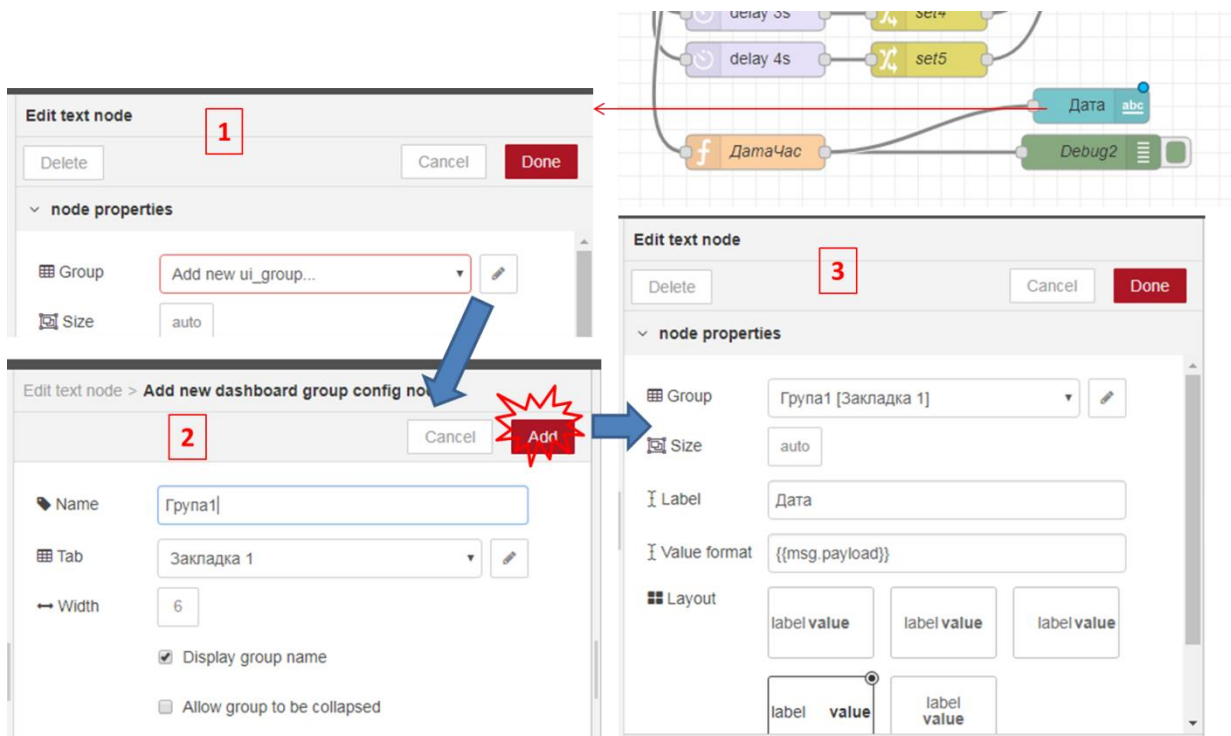 delay 3s
set4
delay 4s
set5
Дата
abc
ДатаЧас
Debug2
Edit text node
1
Delete
Cancel
Done
node properties
Group
Add new ui_group...
Size
auto
Edit text node > Add new dashboard group config
2
Cancel
Add
Name
Група1
Tab
Закладка 1
Width
6
Display group name
Allow group to be collapsed
Edit text node
3
Delete
Cancel
Done
node properties
Group
Група1 [Закладка 1]
Size
auto
Label
Дата
Value format
{{msg.payload}}
Layout
label value
label value
label value
label value
label
value